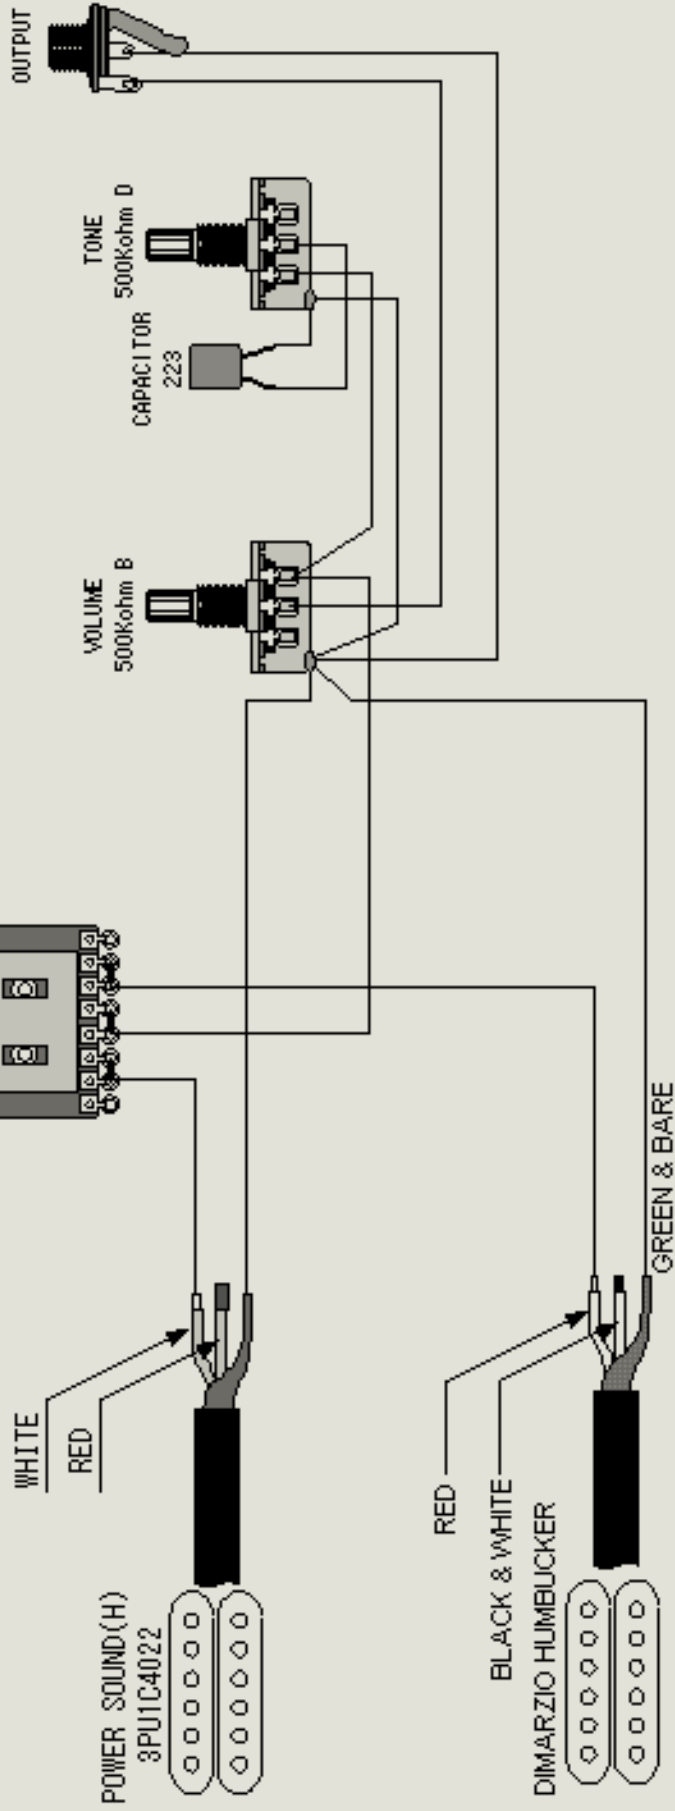 OUTPUT
TONE
500Kohm D
CAPACITOR
223
VOLUME
500Kohm B
WHITE
RED
POWER SOUND(H)
3PU1C4022
GREEN & BARE
RED
BLACK & WHITE
DIMARZIO HUMBUCKER